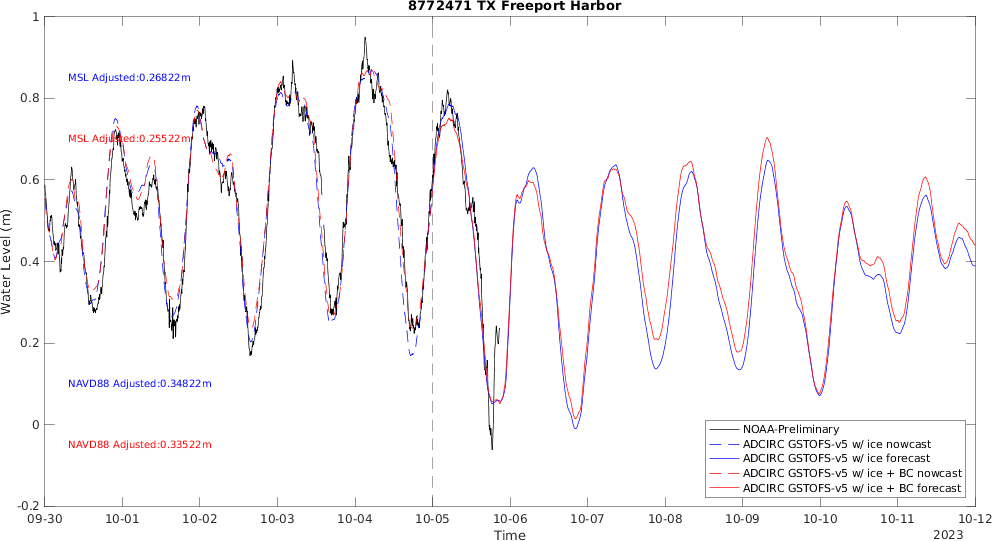 8772471 TX Freeport Harbor
1
0.8
0.6
0.4
0.2
0
-0.2
Water Level (m)
MSL Adjusted:0.26822m
MSL Adjusted:0.25522m
NAVD88 Adjusted:0.34822m
NAVD88 Adjusted:0.33522m
NOAA-Preliminary
ADCIRC GSTOFS-v5 w/ ice nowcast
ADCIRC GSTOFS-v5 w/ ice forecast
ADCIRC GSTOFS-v5 w/ ice + BC nowcast
ADCIRC GSTOFS-v5 w/ ice + BC forecast
09-30 10-01 10-02 10-03 10-04 10-05 10-06 10-07 10-08 10-09 10-10 10-11 10-12
Time
2023